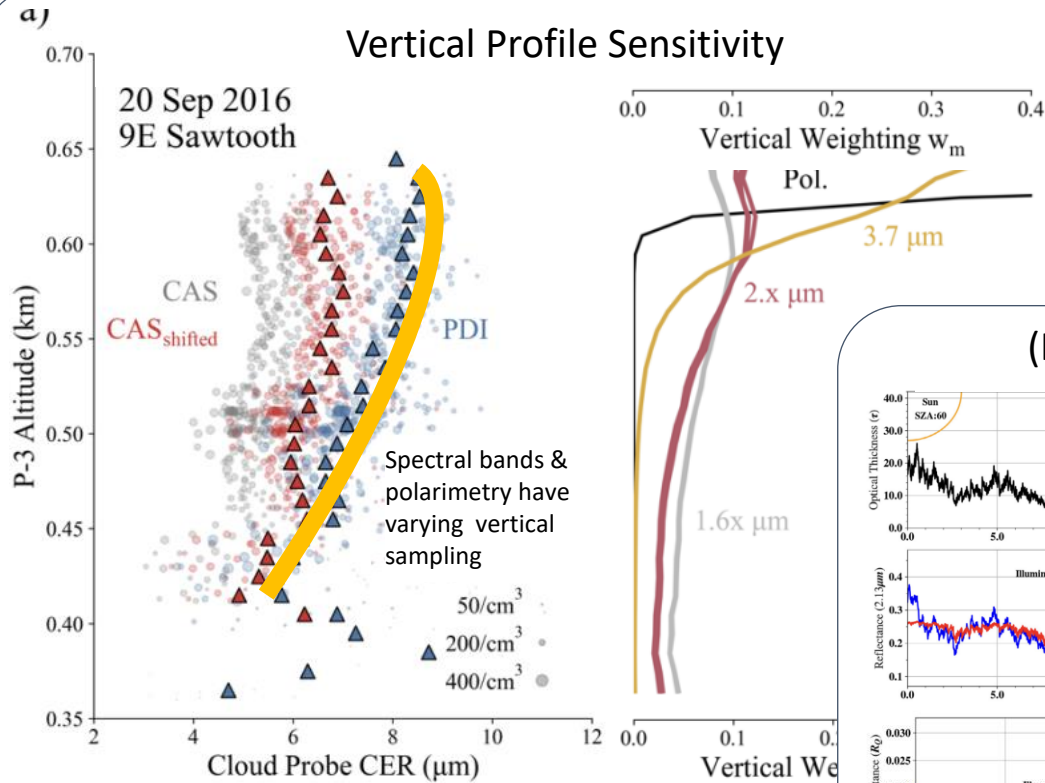 a)
Vertical Profile Sensitivity
0.70
0.65
0.60
0.55
0.50
0.45
0.40
0.35
P-3 Altitude (km)
20 Sep 2016
9E Sawtooth
CAS
CAS shifted
PDI
Spectral bands &
polarimetry have
varying vertical
sampling
50/cm³
200/cm³
400/cm³
2 4 6 8 10 12
Cloud Probe CER (μm)
0.0 0.1 0.2 0.3 0.4
Vertical Weighting wₘ
Pol.
3.7 μm
2.x μm
1.6x μm
0.0 0.1
Vertical We
40.0
30.0
20.0
10.0
0.0
Optical Thickness (τ)
Sun
SZA:60
5.0
0.4
0.3
0.2
0.1
Reflectance (2.13μm)
Illumin
0.0 5.0
0.030
0.025